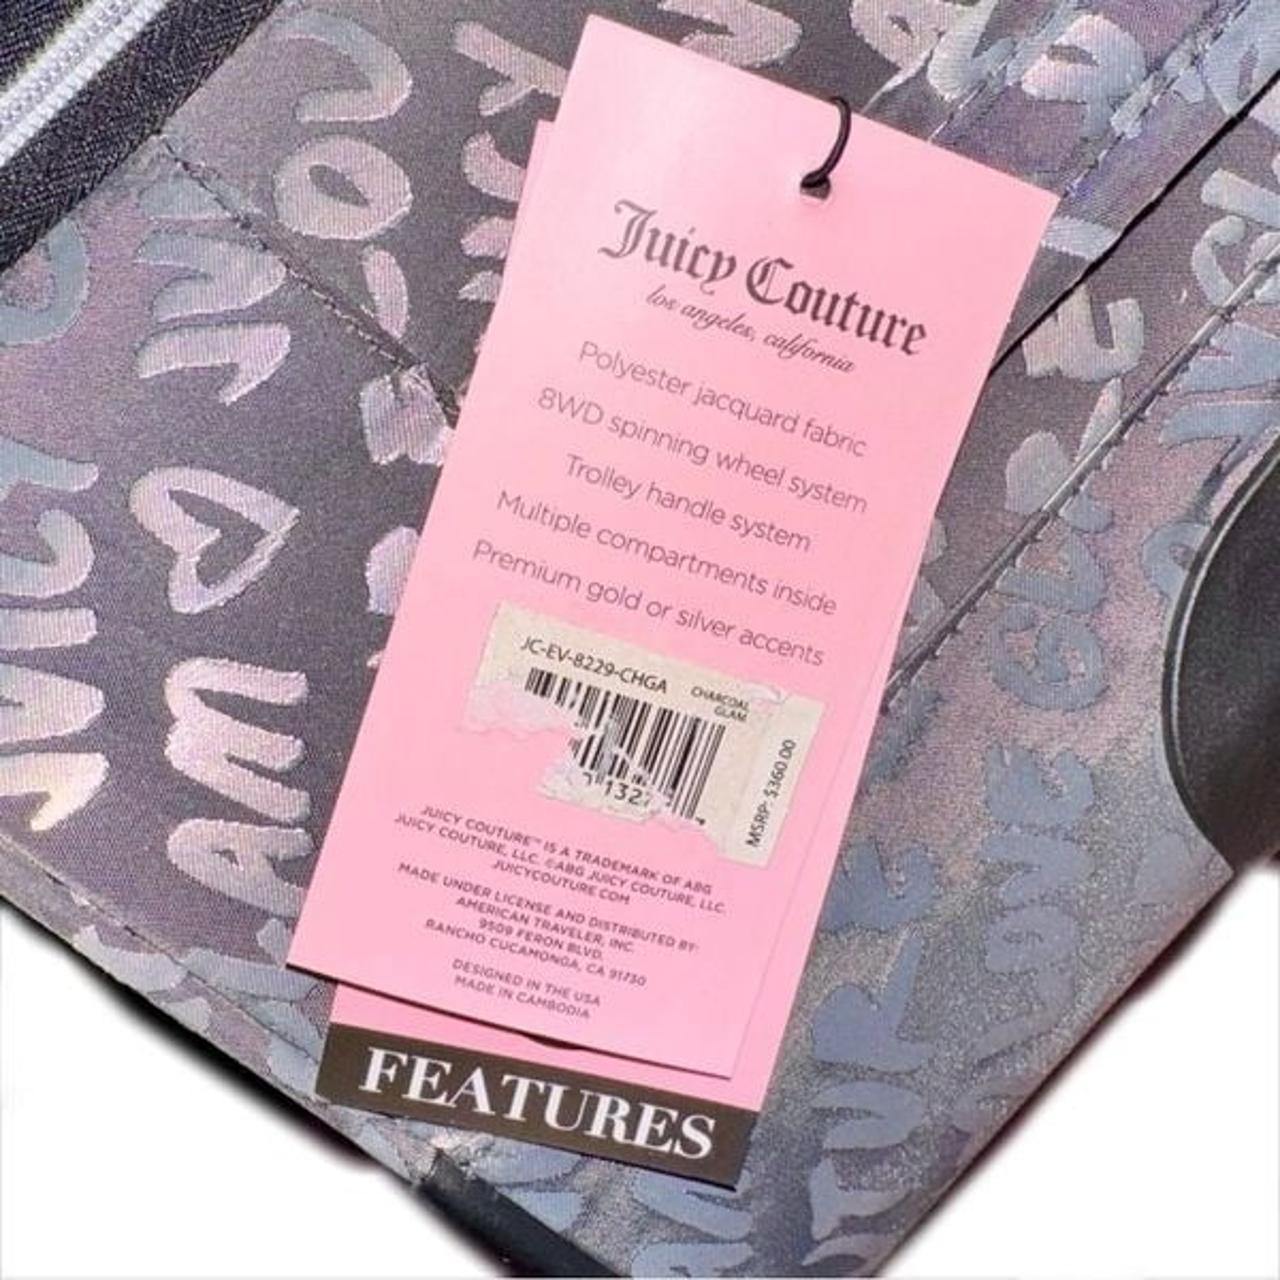 Juicy Couture
los angeles, california
Polyester jacquard fabric
8WD spinning wheel system
Trolley handle system
Multiple compartments inside
Premium gold or silver accents
JC-EV-8229-CHGA
CHARCOAL
GLAM
MSRP: $360.00
JUICY COUTURE™ IS A TRADEMARK OF ABG
JUICY COUTURE, LLC. ©ABG JUICY COUTURE, LLC.
JUICYCOUTURE.COM
MADE UNDER LICENSE AND DISTRIBUTED BY:
AMERICAN TRAVELER, INC.
9509 FERON BLVD.
RANCHO CUCAMONGA, CA 91730
DESIGNED IN THE USA
MADE IN CAMBODIA
FEATURES